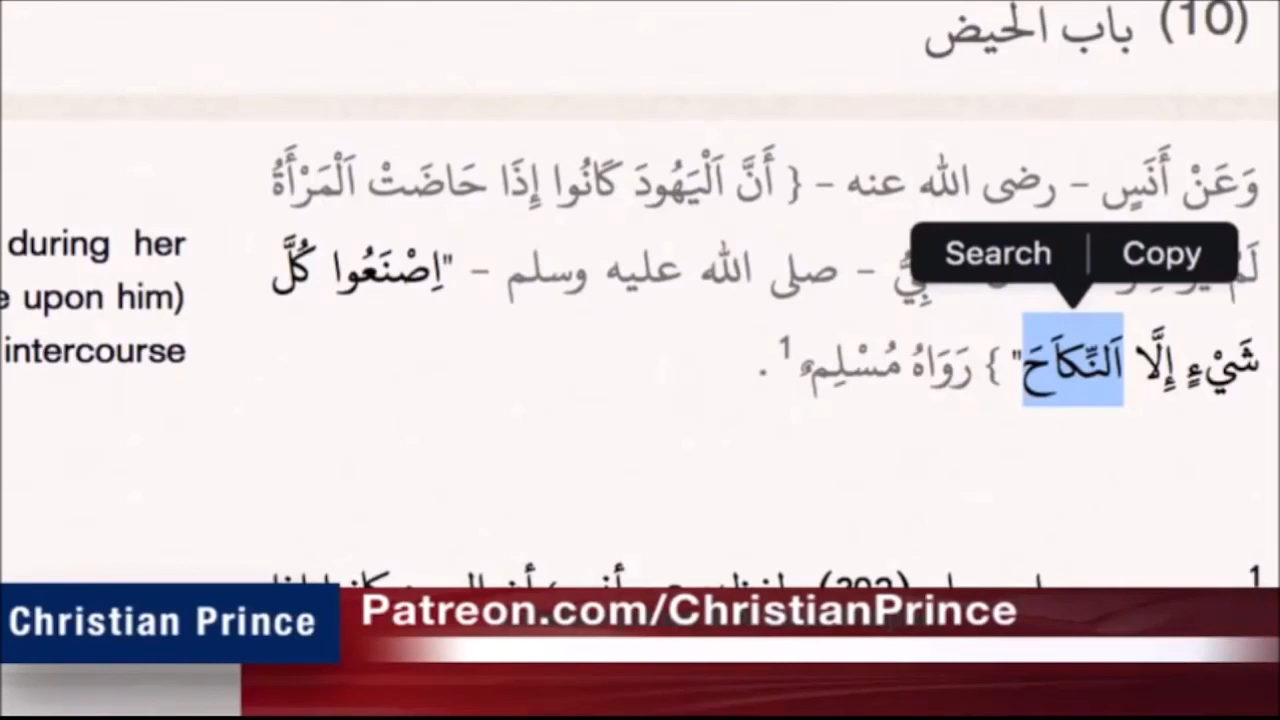 (10) باب الحيض
وَعَنْ أَنَسٍ - رضى الله عنه - { أَنَّ اَلْيَهُودَ كَانُوا إِذَا حَاضَتْ اَلْمَرْأَةُ
- صلى الله عليه وسلم - "اِصْنَعُوا كُلَّ
شَيْءٍ إِلَّا اَلنِّكَاحَ" } رَوَاهُ مُسْلِمٌ 1 .
Search
Copy
during her
upon him)
intercourse
1
Christian Prince
Patreon.com/ChristianPrince